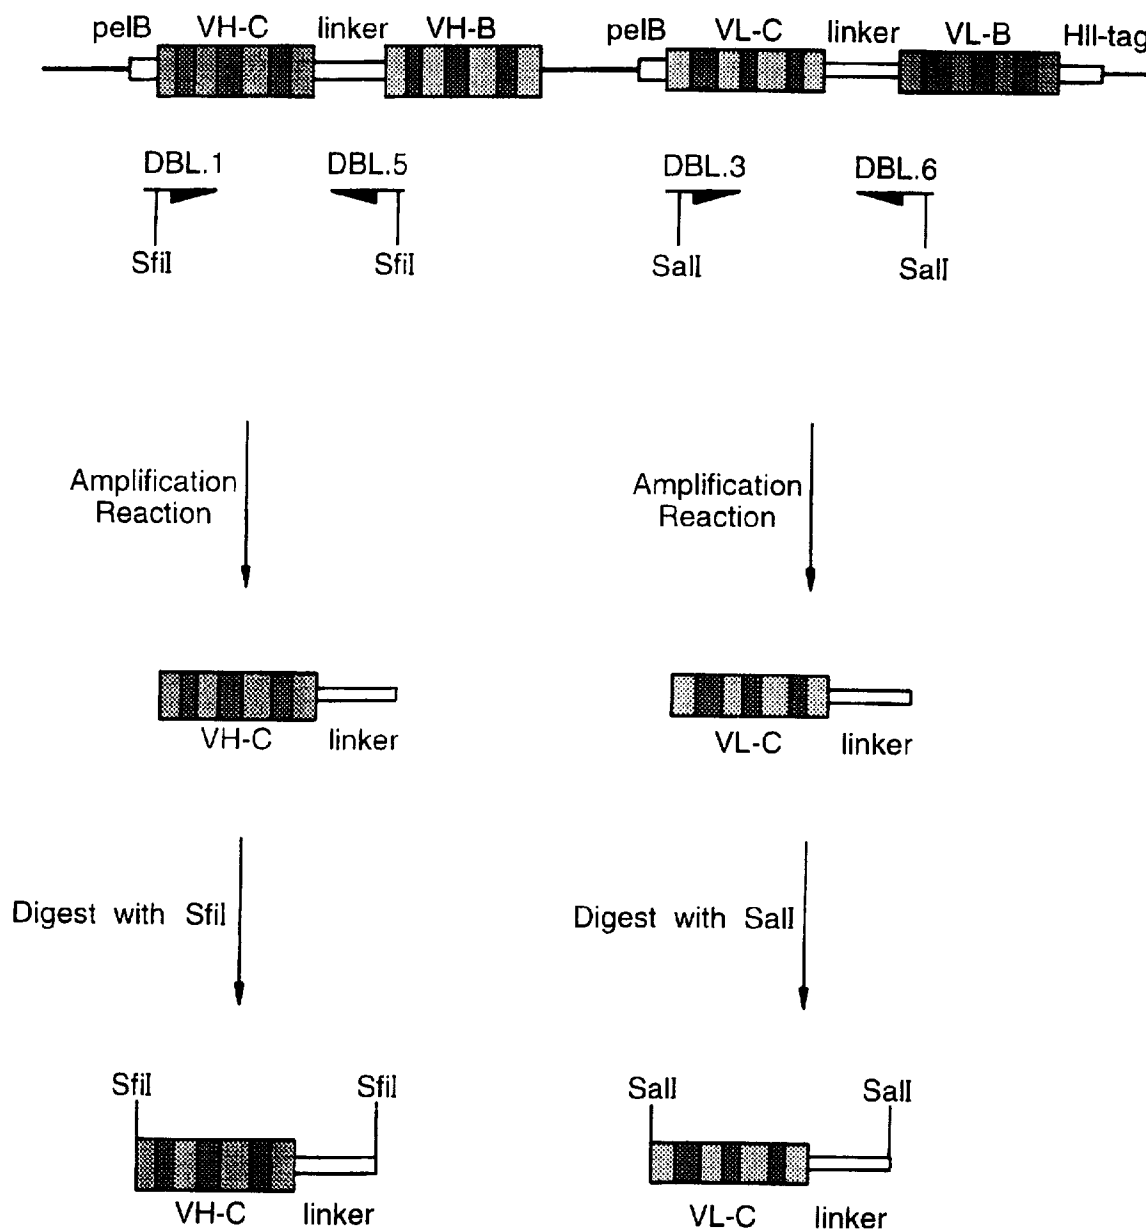 pelB VH-C linker VH-B pelB VL-C linker VL-B HII-tag
DBL.1 DBL.5 DBL.3 DBL.6
SfiI SfiI SalI SalI
Amplification Amplification
Reaction Reaction
VH-C linker VL-C linker
Digest with SfiI Digest with SalI
SfiI SfiI SalI SalI
VH-C linker VL-C linker